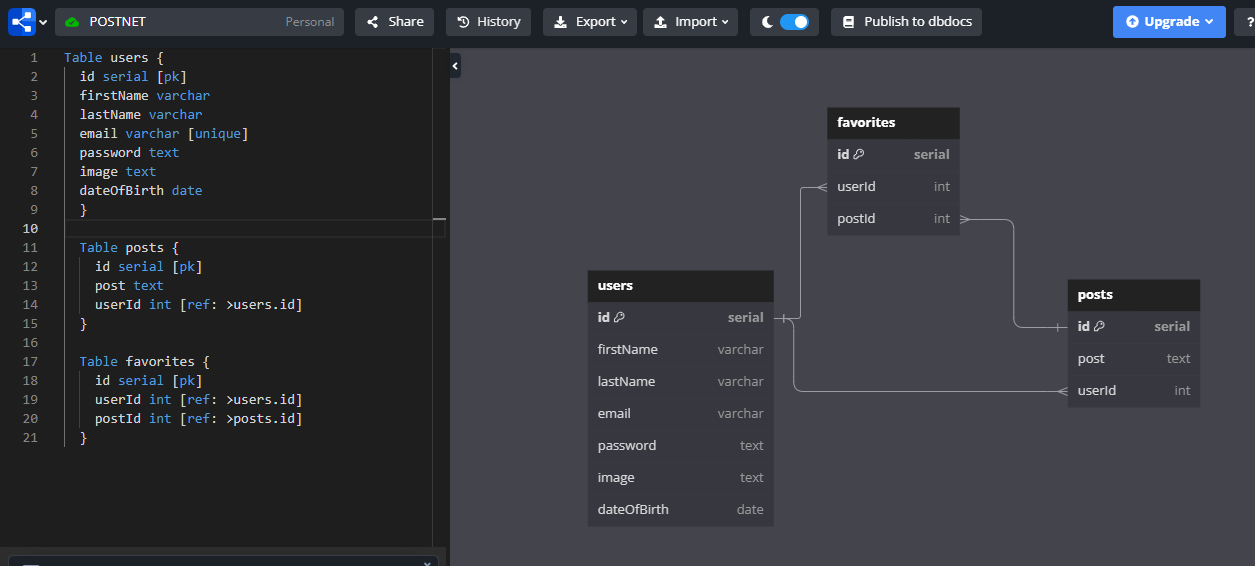 POSTNET Personal Share History Export Import Publish to dbdocs Upgrade ?
1 Table users {
2 id serial [pk]
3 firstName varchar
4 lastName varchar
5 email varchar [unique]
6 password text
7 image text
8 dateOfBirth date
9 }
10
11 Table posts {
12 id serial [pk]
13 post text
14 userId int [ref: >users.id]
15 }
16
17 Table favorites {
18 id serial [pk]
19 userId int [ref: >users.id]
20 postId int [ref: >posts.id]
21 }
favorites
id serial
userId int
postId int
users
id serial
firstName varchar
lastName varchar
email varchar
password text
image text
dateOfBirth date
posts
id serial
post text
userId int